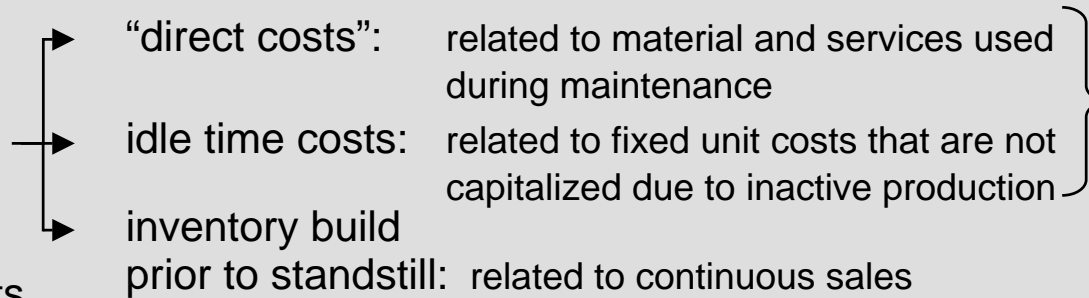 “direct costs”: related to material and services used
during maintenance
idle time costs: related to fixed unit costs that are not
capitalized due to inactive production
inventory build
prior to standstill: related to continuous sales